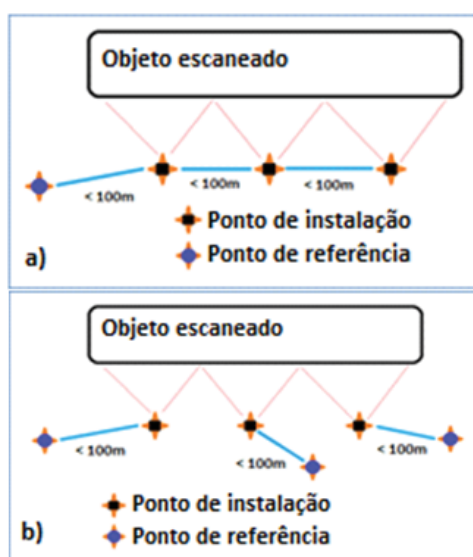 Objeto escaneado
< 100m
< 100m
< 100m
Ponto de instalação
Ponto de referência
a)
Objeto escaneado
< 100m
< 100m
< 100m
Ponto de instalação
Ponto de referência
b)